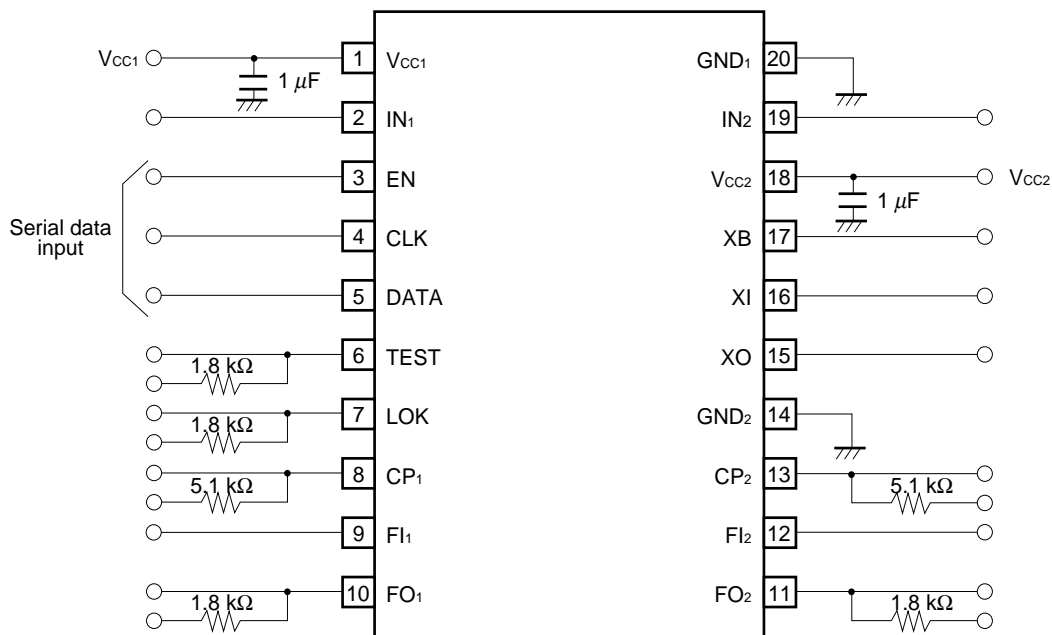 VCC1 1 VCC1 GND1 20
1 μF
2 IN1 IN2 19
3 EN VCC2 18 VCC2
1 μF
Serial data
input
4 CLK XB 17
5 DATA XI 16
6 TEST XO 15
1.8 kΩ
7 LOK GND2 14
1.8 kΩ
8 CP1 CP2 13
5.1 kΩ 5.1 kΩ
9 FI1 FI2 12
10 FO1 FO2 11
1.8 kΩ 1.8 kΩ